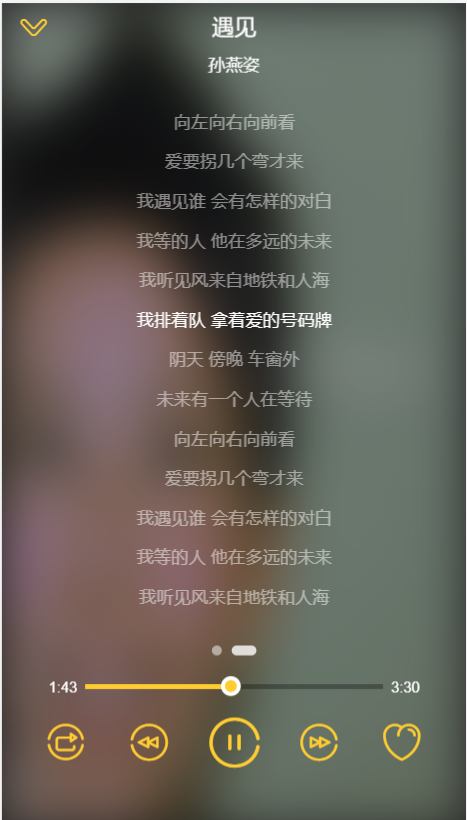 遇见
孙燕姿
向左向右向前看
爱要拐几个弯才来
我遇见谁 会有怎样的对白
我等的人 他在多远的未来
我听见风来自地铁和人海
我排着队 拿着爱的号码牌
阴天 傍晚 车窗外
未来有一个人在等待
向左向右向前看
爱要拐几个弯才来
我遇见谁 会有怎样的对白
我等的人 他在多远的未来
我听见风来自地铁和人海
1:43 3:30